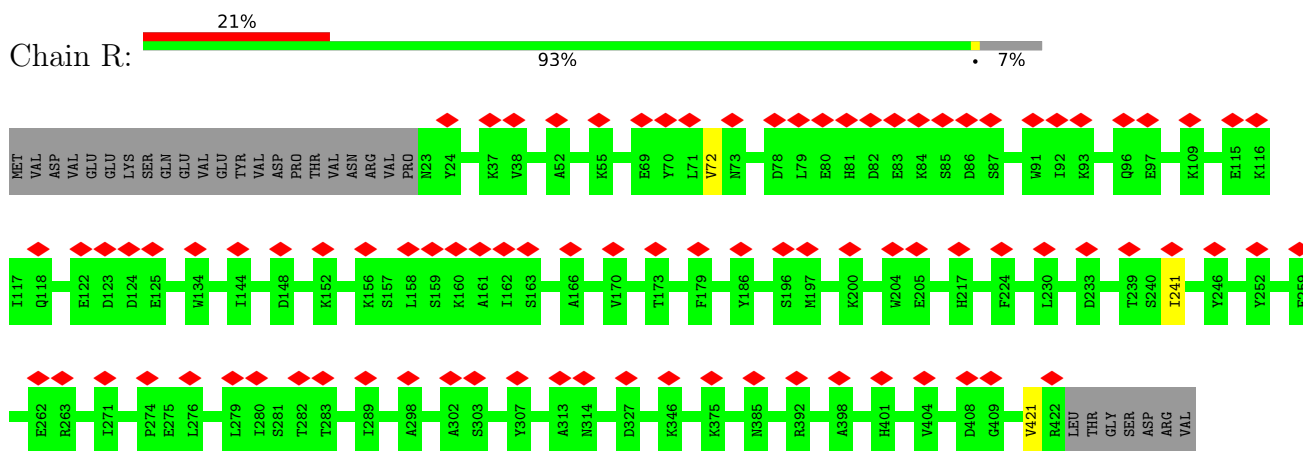 21%
Chain R:
93% • 7%
MET VAL ASP VAL GLU GLU LYS SER GLN GLU VAL GLU TYR VAL ASP PRO THR VAL ASN ARG VAL PRO N23 Y24 K37 V38 A52 K55 E69 Y70 L71 V72 N73 D78 L79 E80 H81 D82 E83 K84 S85 D86 S87 W91 I92 K93 Q96 E97 K109 E115 K116
I117 Q118 E122 D123 D124 E125 W134 I144 D148 K152 K156 S157 L158 S159 K160 A161 I162 S163 A166 V170 T173 F179 Y186 S196 M197 K200 W204 E205 H217 F224 L230 D233 T239 S240 I241 Y246 Y252
E262 R263 I271 P274 E275 L276 L279 I280 S281 T282 T283 I289 A298 A302 S303 Y307 A313 N314 D327 K346 K375 N385 R392 A398 H401 V404 D408 G409 V421 R422 LEU THR GLY SER ASP ARG VAL